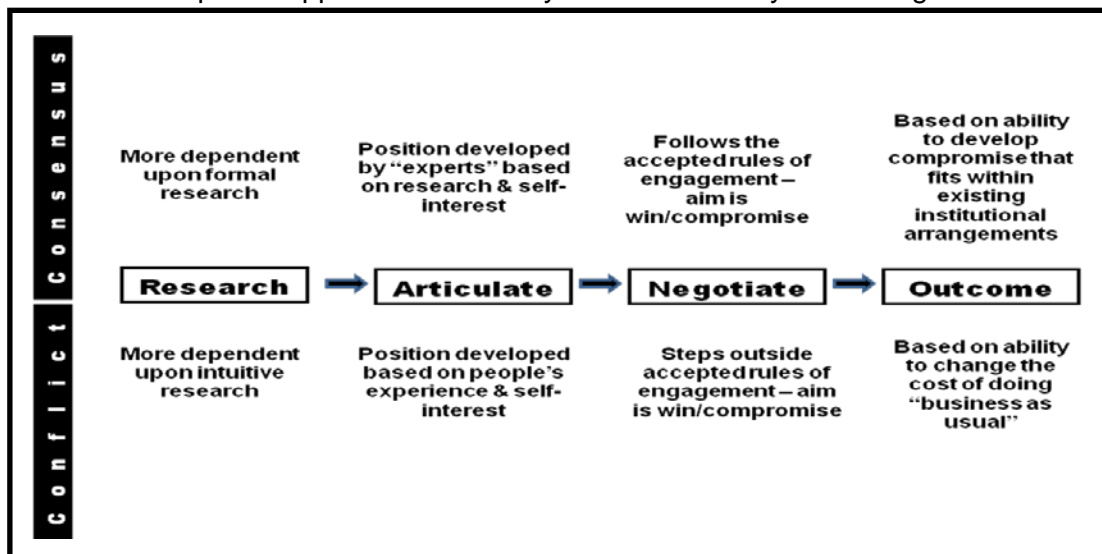 Consensus
More dependent
upon formal
research
Position developed
by “experts” based
on research & self-
interest
Follows the
accepted rules of
engagement –
aim is
win/compromise
Based on ability
to develop
compromise that
fits within
existing
institutional
arrangements
Research
Articulate
Negotiate
Outcome
Conflict
More dependent
upon intuitive
research
Position developed
based on people’s
experience & self-
interest
Steps outside
accepted rules of
engagement – aim
is win/compromise
Based on ability
to change the
cost of doing
“business as
usual”